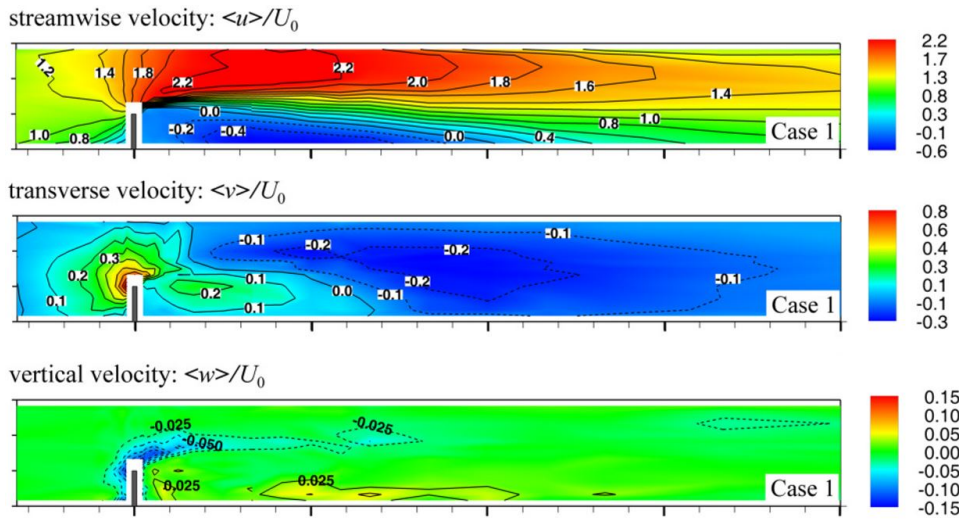 streamwise velocity: <u>/U0
1.2 1.4 1.8 2.2 2.2 2.0 1.8 1.6 1.4
1.0 0.8 0.0 -0.2 -0.4 0.0 0.4 0.8 1.0
Case 1
2.2
1.7
1.3
0.8
0.3
-0.1
-0.6
transverse velocity: <v>/U0
0.1 0.2 0.3 -0.1 -0.2 -0.2 -0.1
0.2 0.1 0.1 0.0 -0.1 -0.2 -0.1
Case 1
0.8
0.6
0.4
0.3
0.1
-0.1
-0.3
vertical velocity: <w>/U0
-0.025 -0.050 -0.025
0.025 0.025
Case 1
0.15
0.10
0.05
0.00
-0.05
-0.10
-0.15